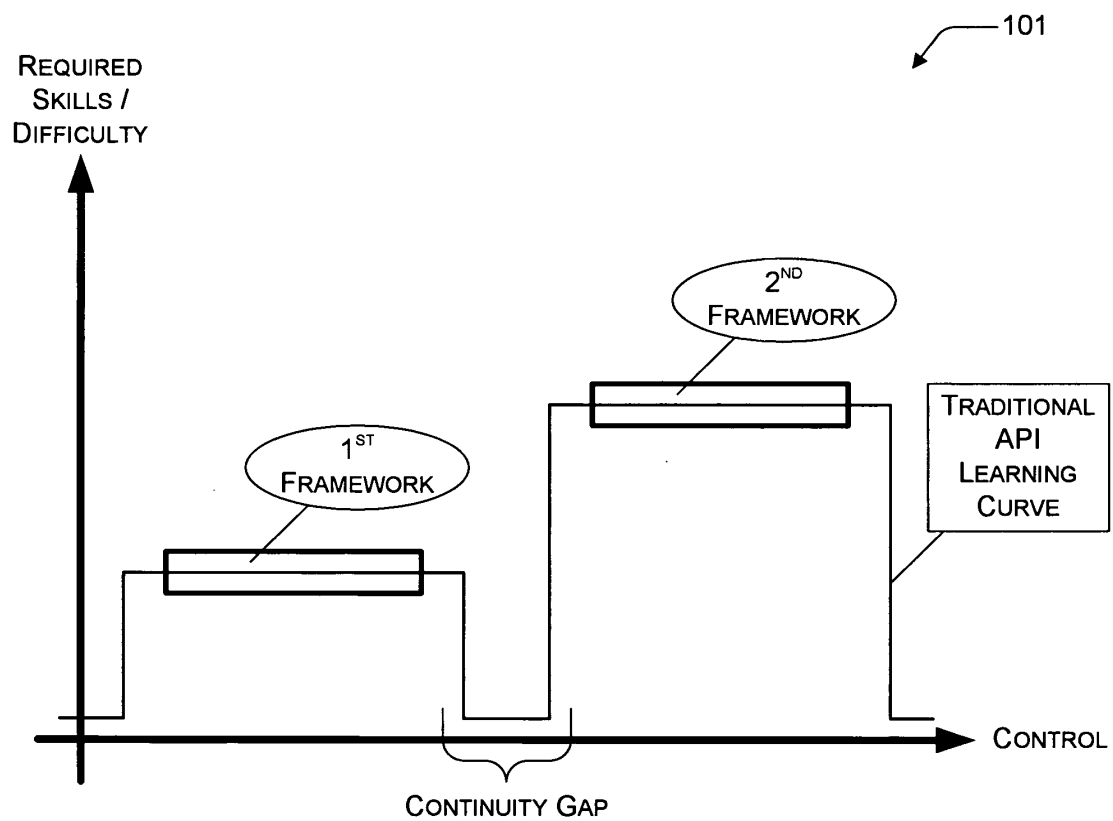 101
REQUIRED
SKILLS /
DIFFICULTY
2ND
FRAMEWORK
TRADITIONAL
API
LEARNING
CURVE
1ST
FRAMEWORK
CONTROL
CONTINUITY GAP